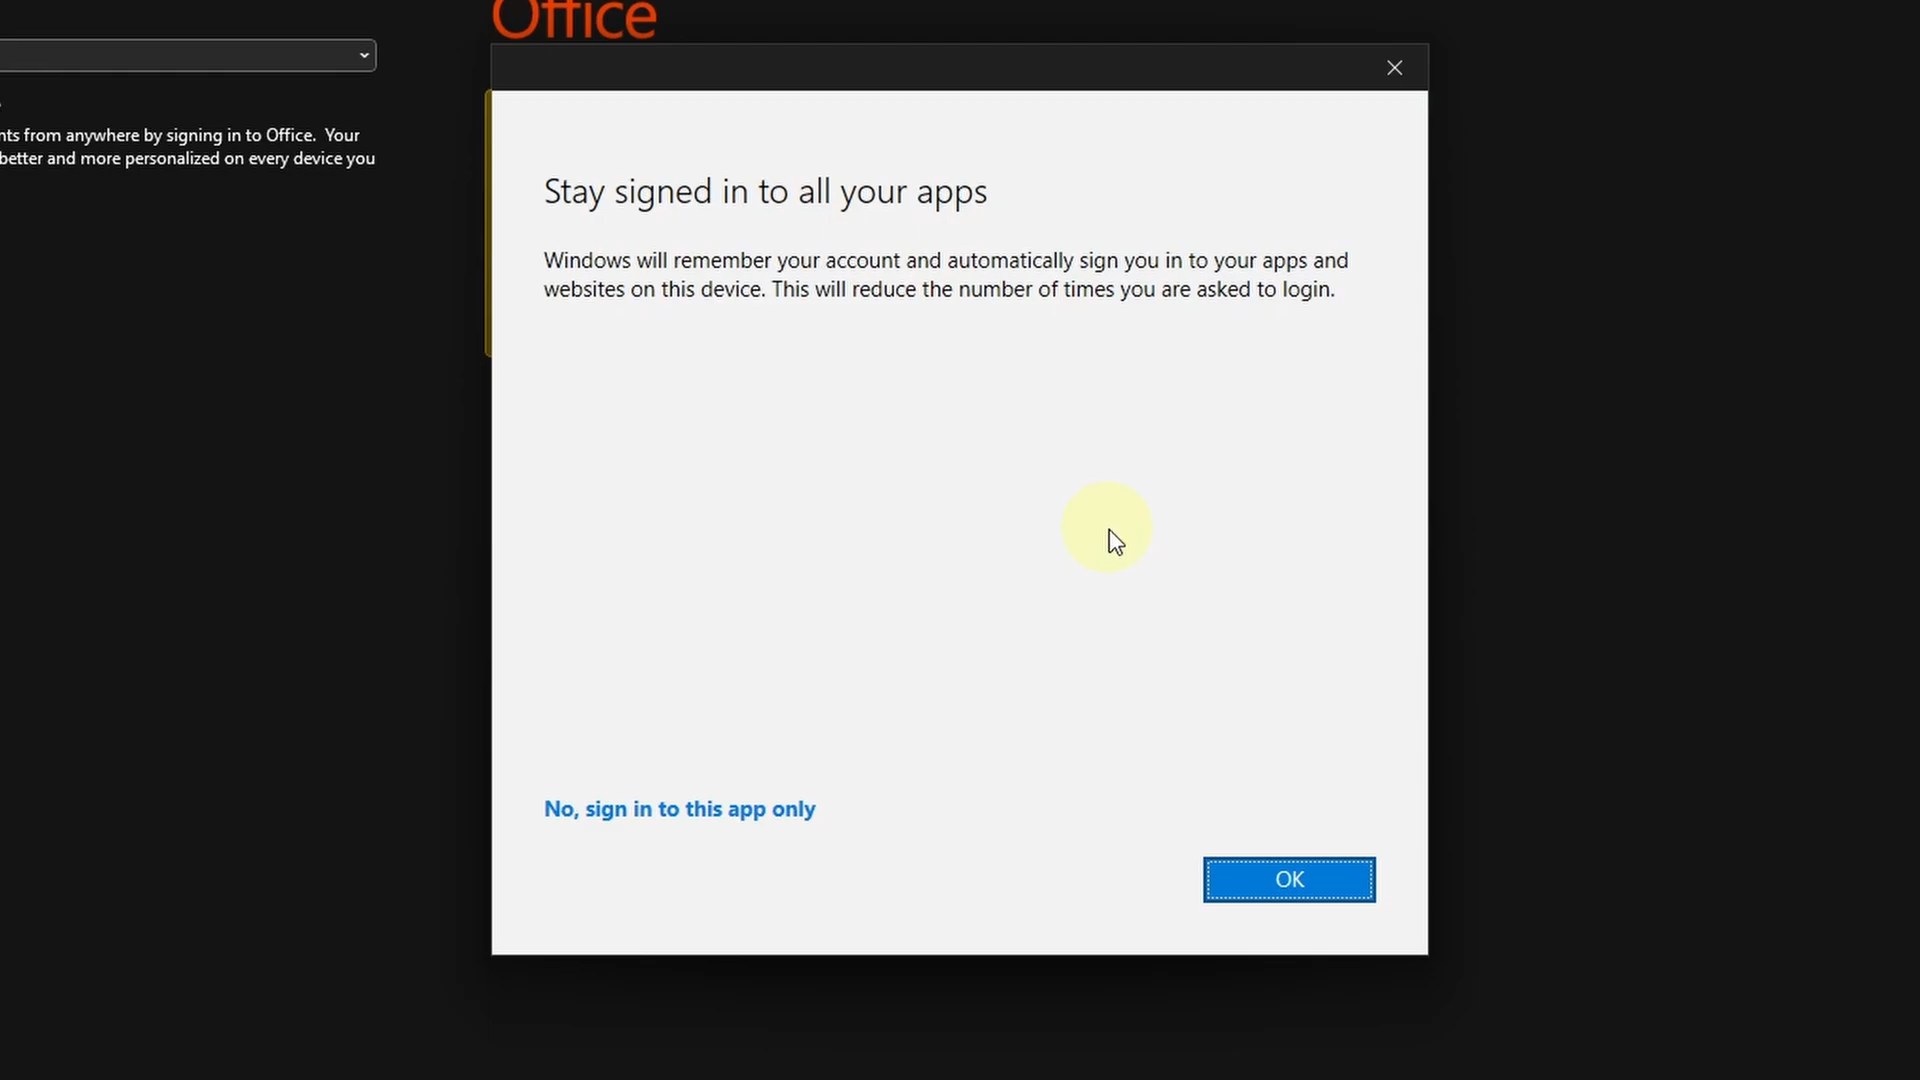 Office
nts from anywhere by signing in to Office. Your
better and more personalized on every device you
Stay signed in to all your apps
Windows will remember your account and automatically sign you in to your apps and
websites on this device. This will reduce the number of times you are asked to login.
No, sign in to this app only
OK